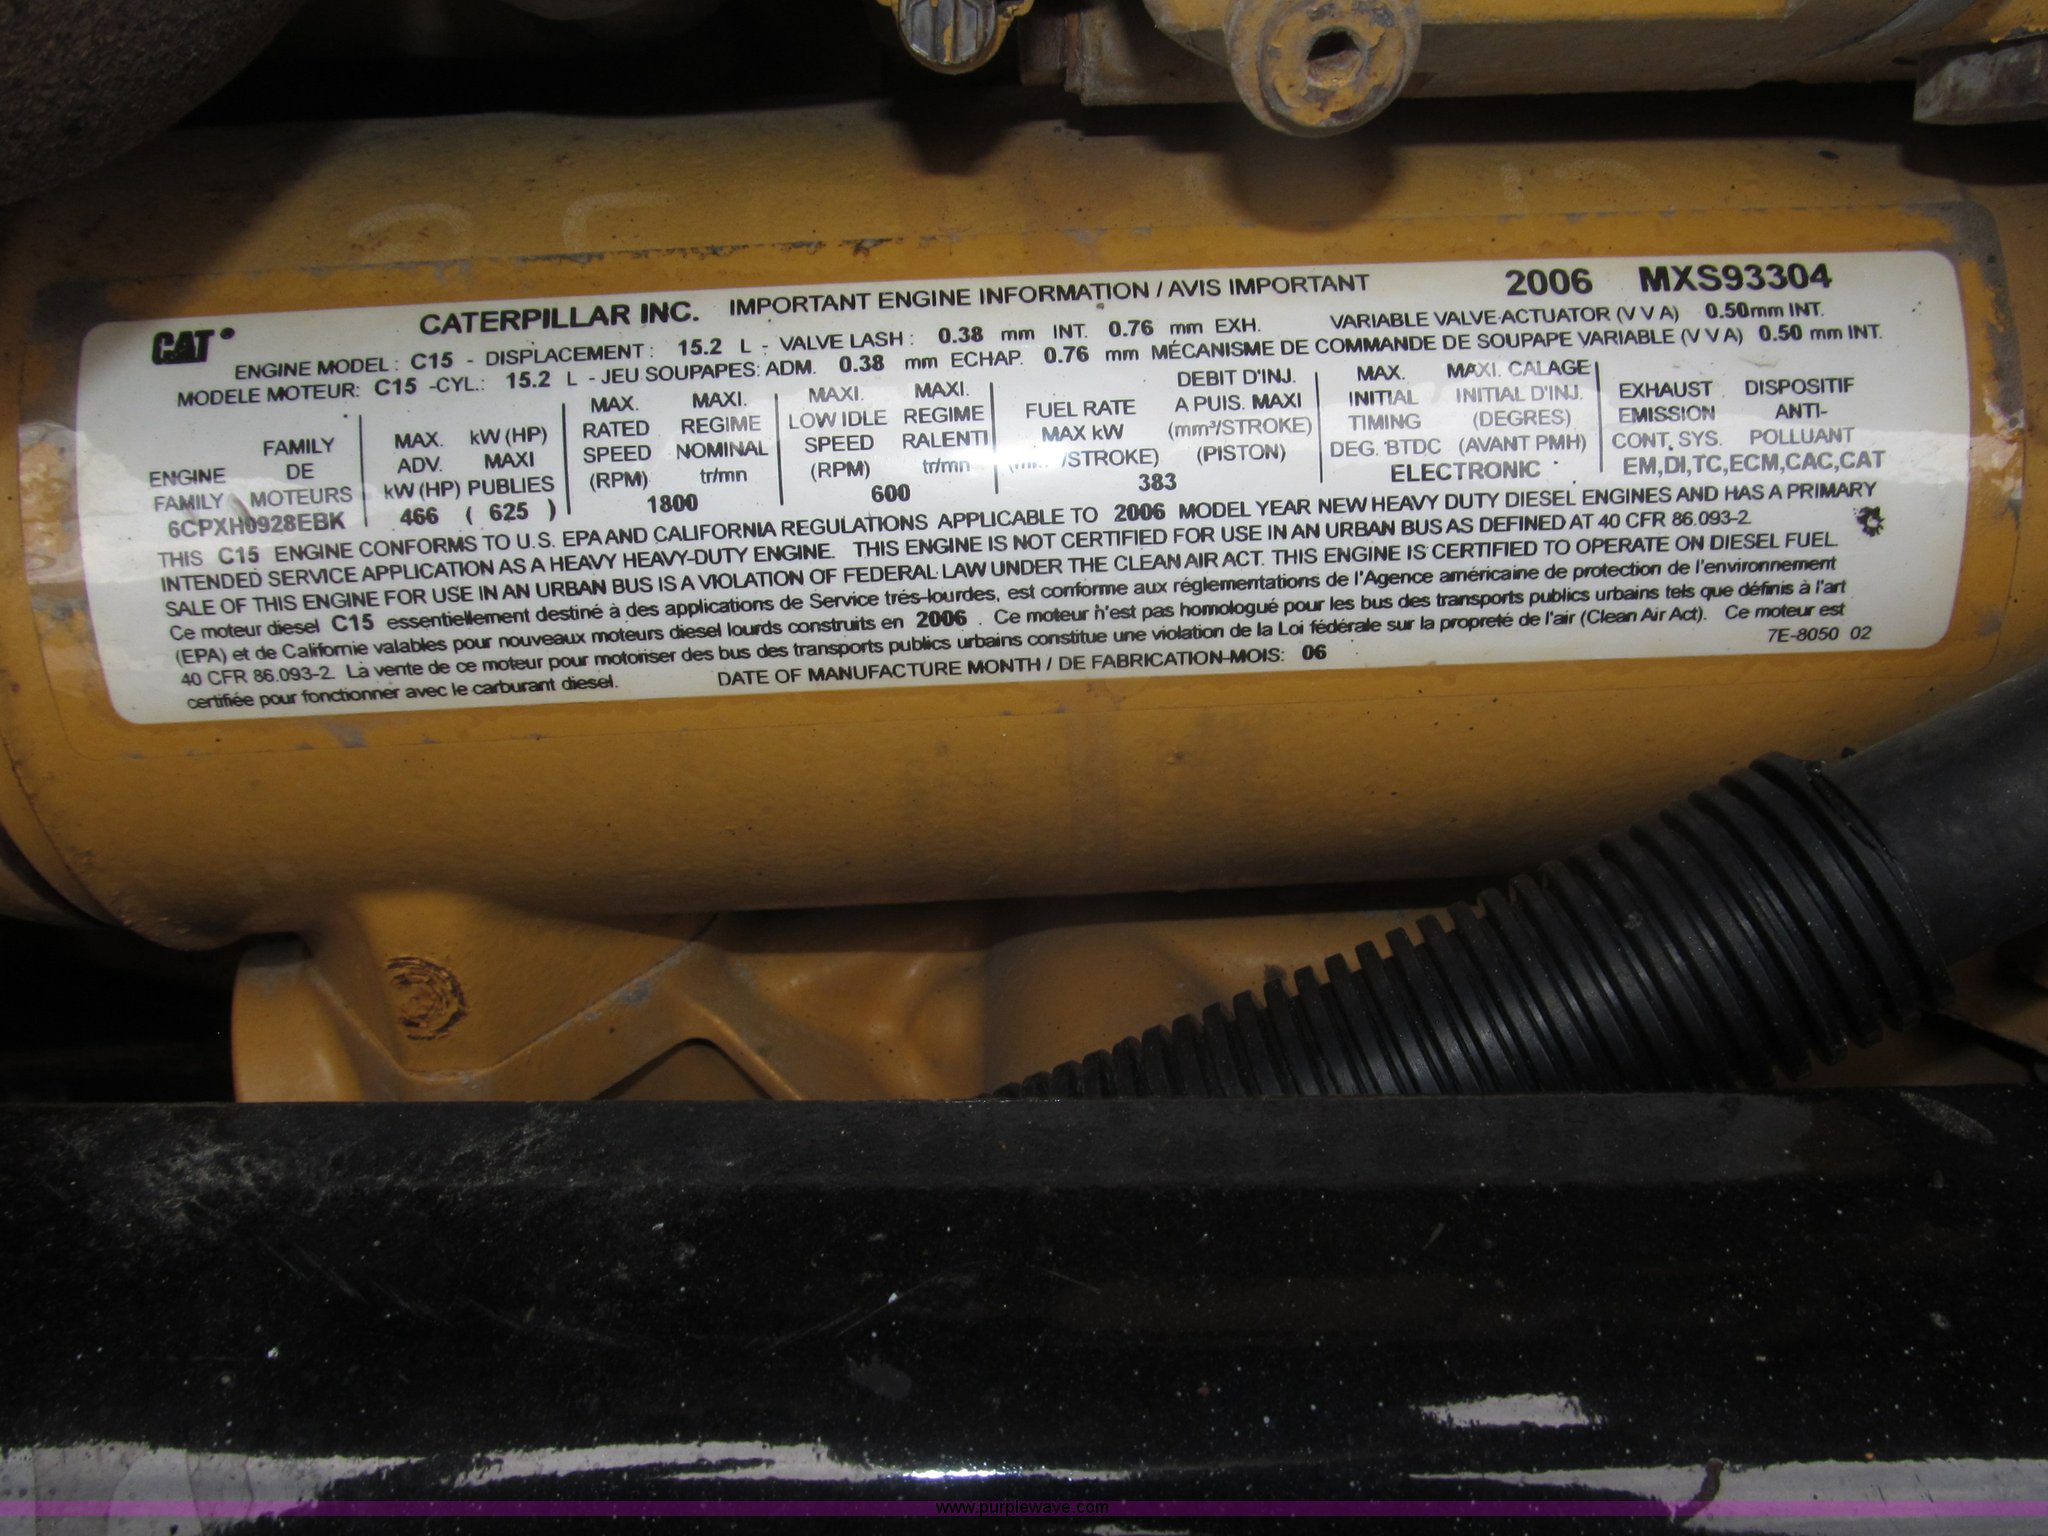 CAT
CATERPILLAR INC. IMPORTANT ENGINE INFORMATION / AVIS IMPORTANT 2006 MXS93304
ENGINE MODEL: C15 - DISPLACEMENT: 15.2 L - VALVE LASH: 0.38 mm INT. 0.76 mm EXH. VARIABLE VALVE ACTUATOR (V V A) 0.50mm INT.
MODELE MOTEUR: C15 -CYL.: 15.2 L - JEU SOUPAPES: ADM. 0.38 mm ECHAP. 0.76 mm MÉCANISME DE COMMANDE DE SOUPAPE VARIABLE (V V A) 0.50 mm INT.
ENGINE FAMILY
FAMILY DE MOTEURS
6CPXH0928EBK
MAX. ADV. kW (HP)
kW (HP) MAXI PUBLIES
466 ( 625 )
MAX. RATED SPEED (RPM)
MAXI. REGIME NOMINAL tr/mn
1800
MAXI. LOW IDLE SPEED (RPM)
MAXI. REGIME RALENTI tr/mn
600
FUEL RATE MAX kW /STROKE)
DEBIT D'INJ. A PUIS. MAXI (mm³/STROKE) (PISTON)
383
MAX. INITIAL TIMING DEG. BTDC
MAXI. CALAGE INITIAL D'INJ. (DEGRES) (AVANT PMH)
ELECTRONIC
EXHAUST EMISSION CONT. SYS.
DISPOSITIF ANTI- POLLUANT
EM,DI,TC,ECM,CAC,CAT
THIS C15 ENGINE CONFORMS TO U.S. EPA AND CALIFORNIA REGULATIONS APPLICABLE TO 2006 MODEL YEAR NEW HEAVY DUTY DIESEL ENGINES AND HAS A PRIMARY
INTENDED SERVICE APPLICATION AS A HEAVY HEAVY-DUTY ENGINE. THIS ENGINE IS NOT CERTIFIED FOR USE IN AN URBAN BUS AS DEFINED AT 40 CFR 86.093-2.
SALE OF THIS ENGINE FOR USE IN AN URBAN BUS IS A VIOLATION OF FEDERAL LAW UNDER THE CLEAN AIR ACT. THIS ENGINE IS CERTIFIED TO OPERATE ON DIESEL FUEL.
Ce moteur diesel C15 essentiellement destiné à des applications de Service trés-lourdes, est conforme aux réglementations de l'Agence américaine de protection de l'environnement
(EPA) et de Californie valables pour nouveaux moteurs diesel lourds construits en 2006 . Ce moteur n'est pas homologué pour les bus des transports publics urbains tels que définis à l'art
40 CFR 86.093-2. La vente de ce moteur pour motoriser des bus des transports publics urbains constitue une violation de la Loi fédérale sur la propreté de l'air (Clean Air Act). Ce moteur est
certifiée pour fonctionner avec le carburant diesel. DATE OF MANUFACTURE MONTH / DE FABRICATION-MOIS: 06 7E-8050 02
www.purplewave.com